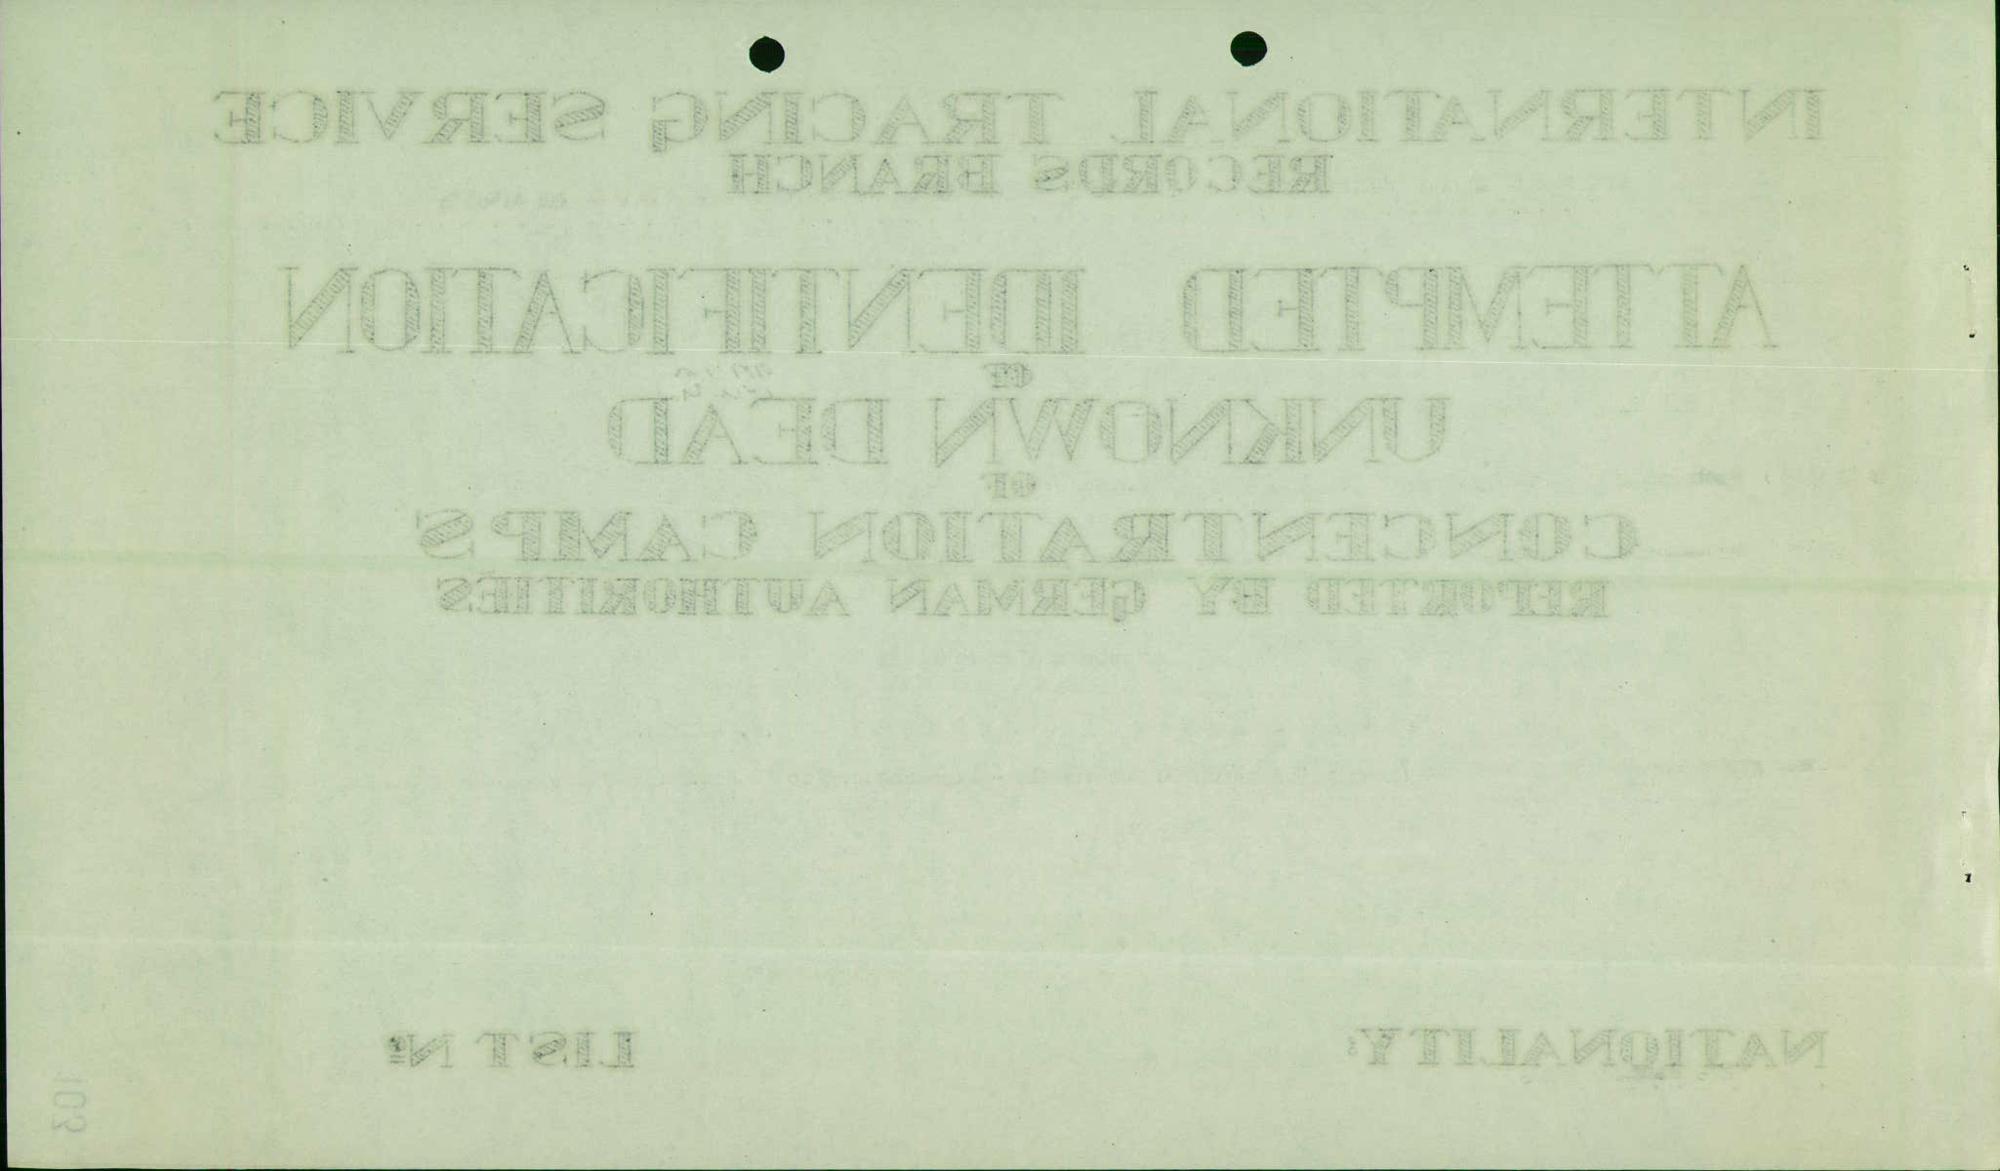 INTERNATIONAL TRACING SERVICE
RECORDS BRANCH
ATTEMPTED IDENTIFICATION
OF
UNKNOWN DEAD
OF
CONCENTRATION CAMPS
REPORTED BY GERMAN AUTHORITIES
NATIONALITY: LIST Nº
103